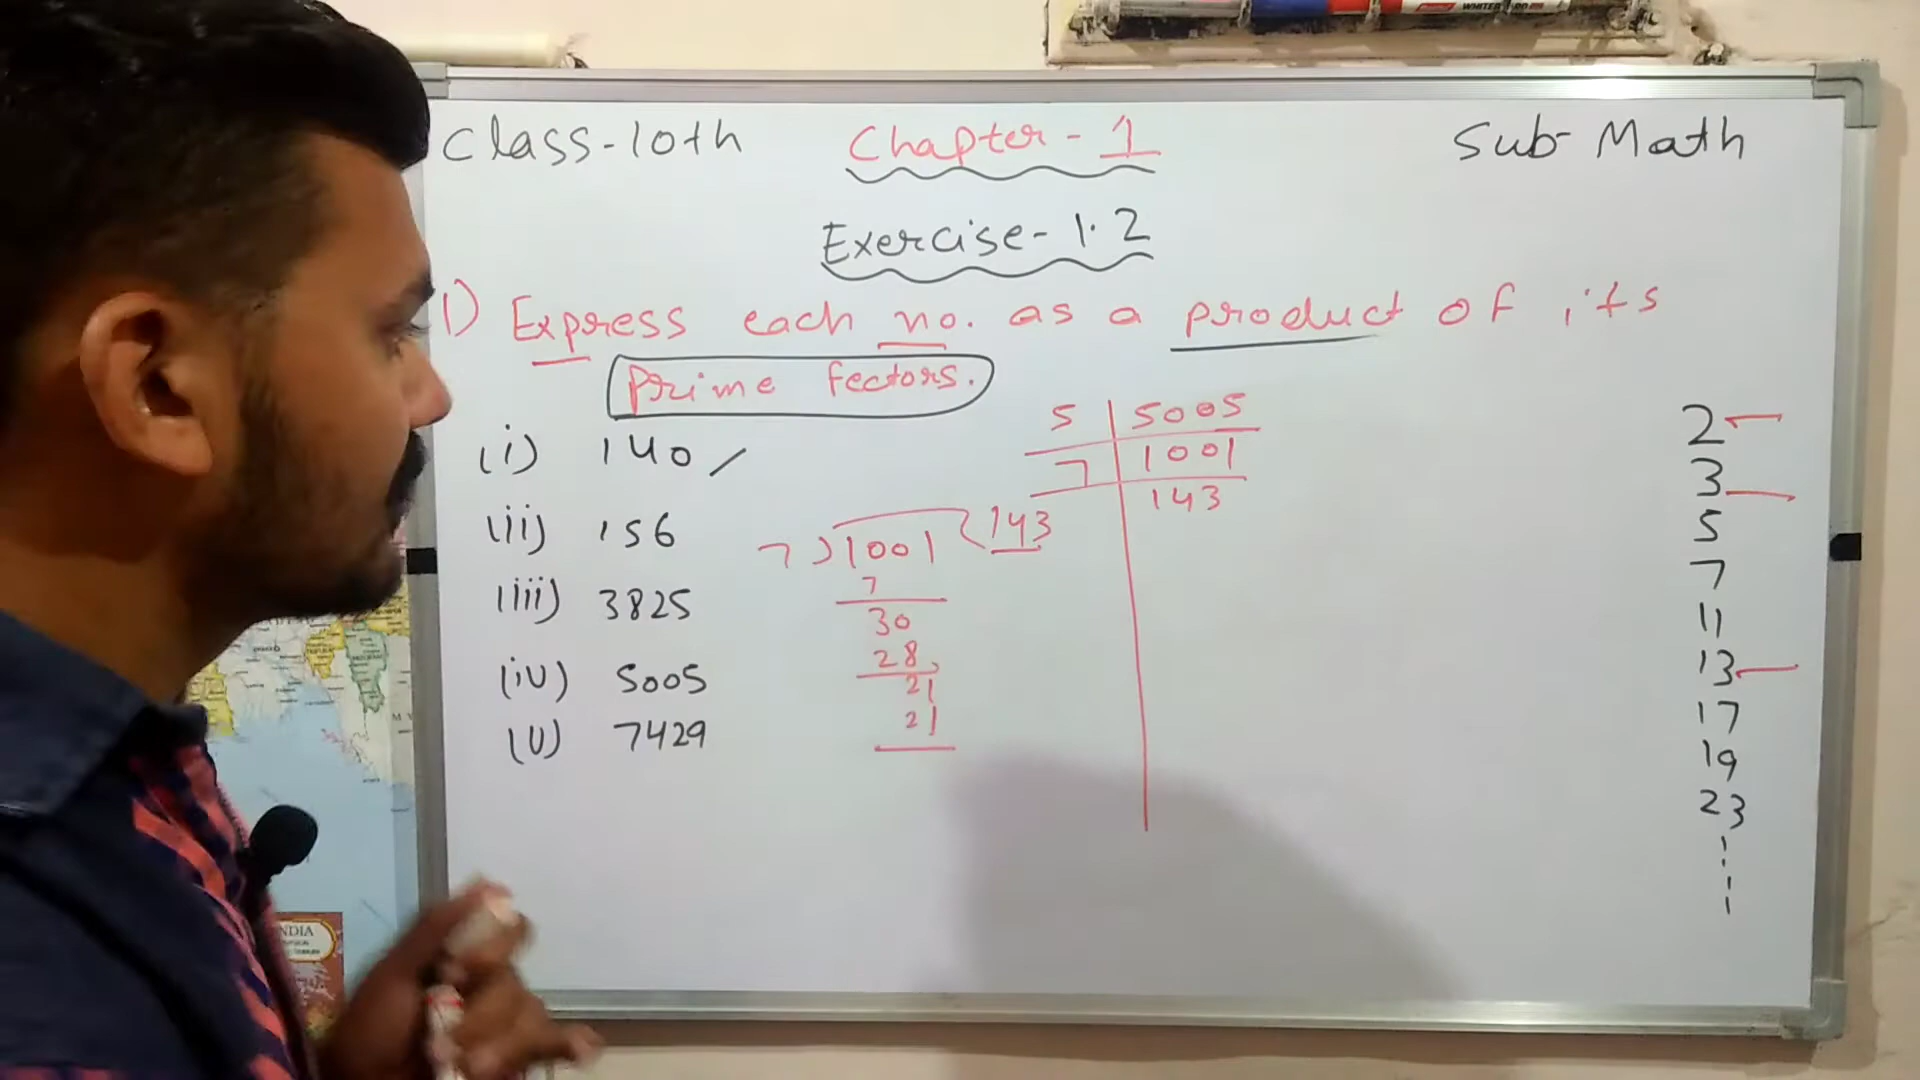 Class-10th Chapter-1 Sub-Math
Exercise-1.2
1) Express each no. as a product of its
Prime fectors.
(i) 140
(ii) 156
(iii) 3825
(iv) 5005
(v) 7429
5 | 5005
7 | 1001
143
7 ) 1001 ( 143
7
30
28
21
21
2
3
5
7
11
13
17
19
23
INDIA